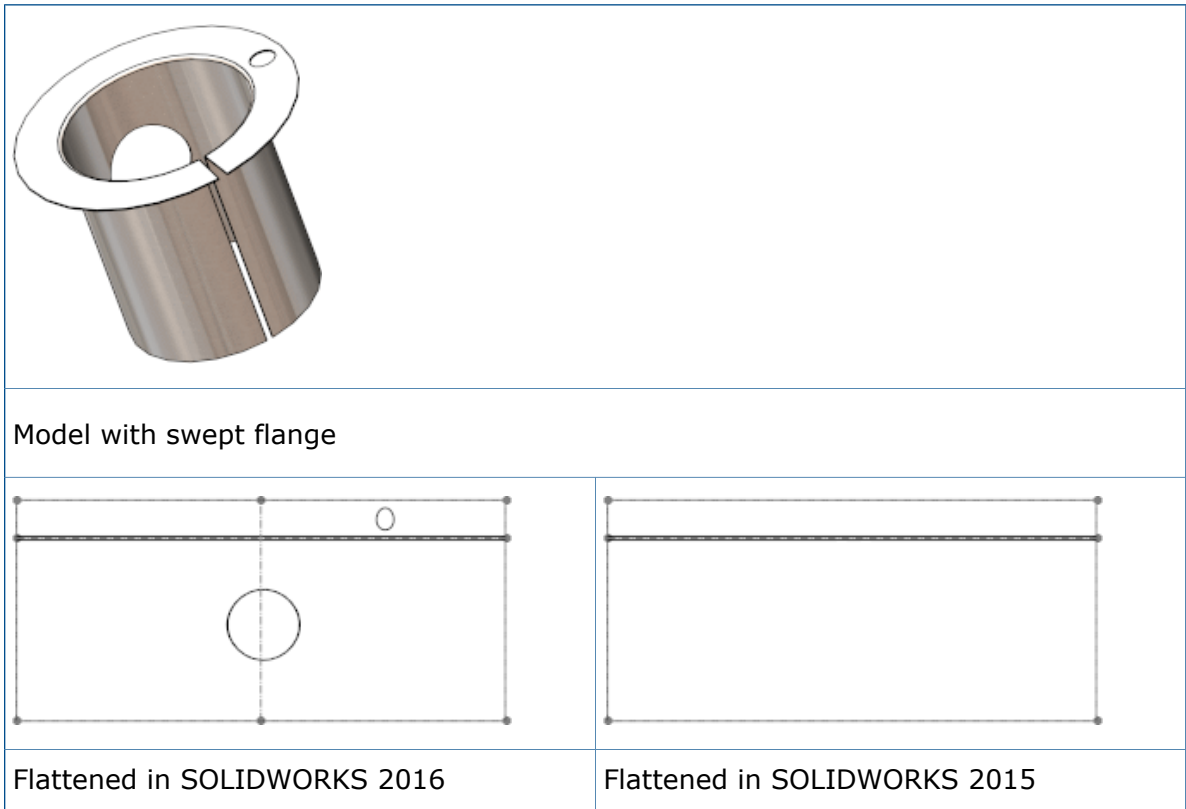 Model with swept flange
Flattened in SOLIDWORKS 2016
Flattened in SOLIDWORKS 2015